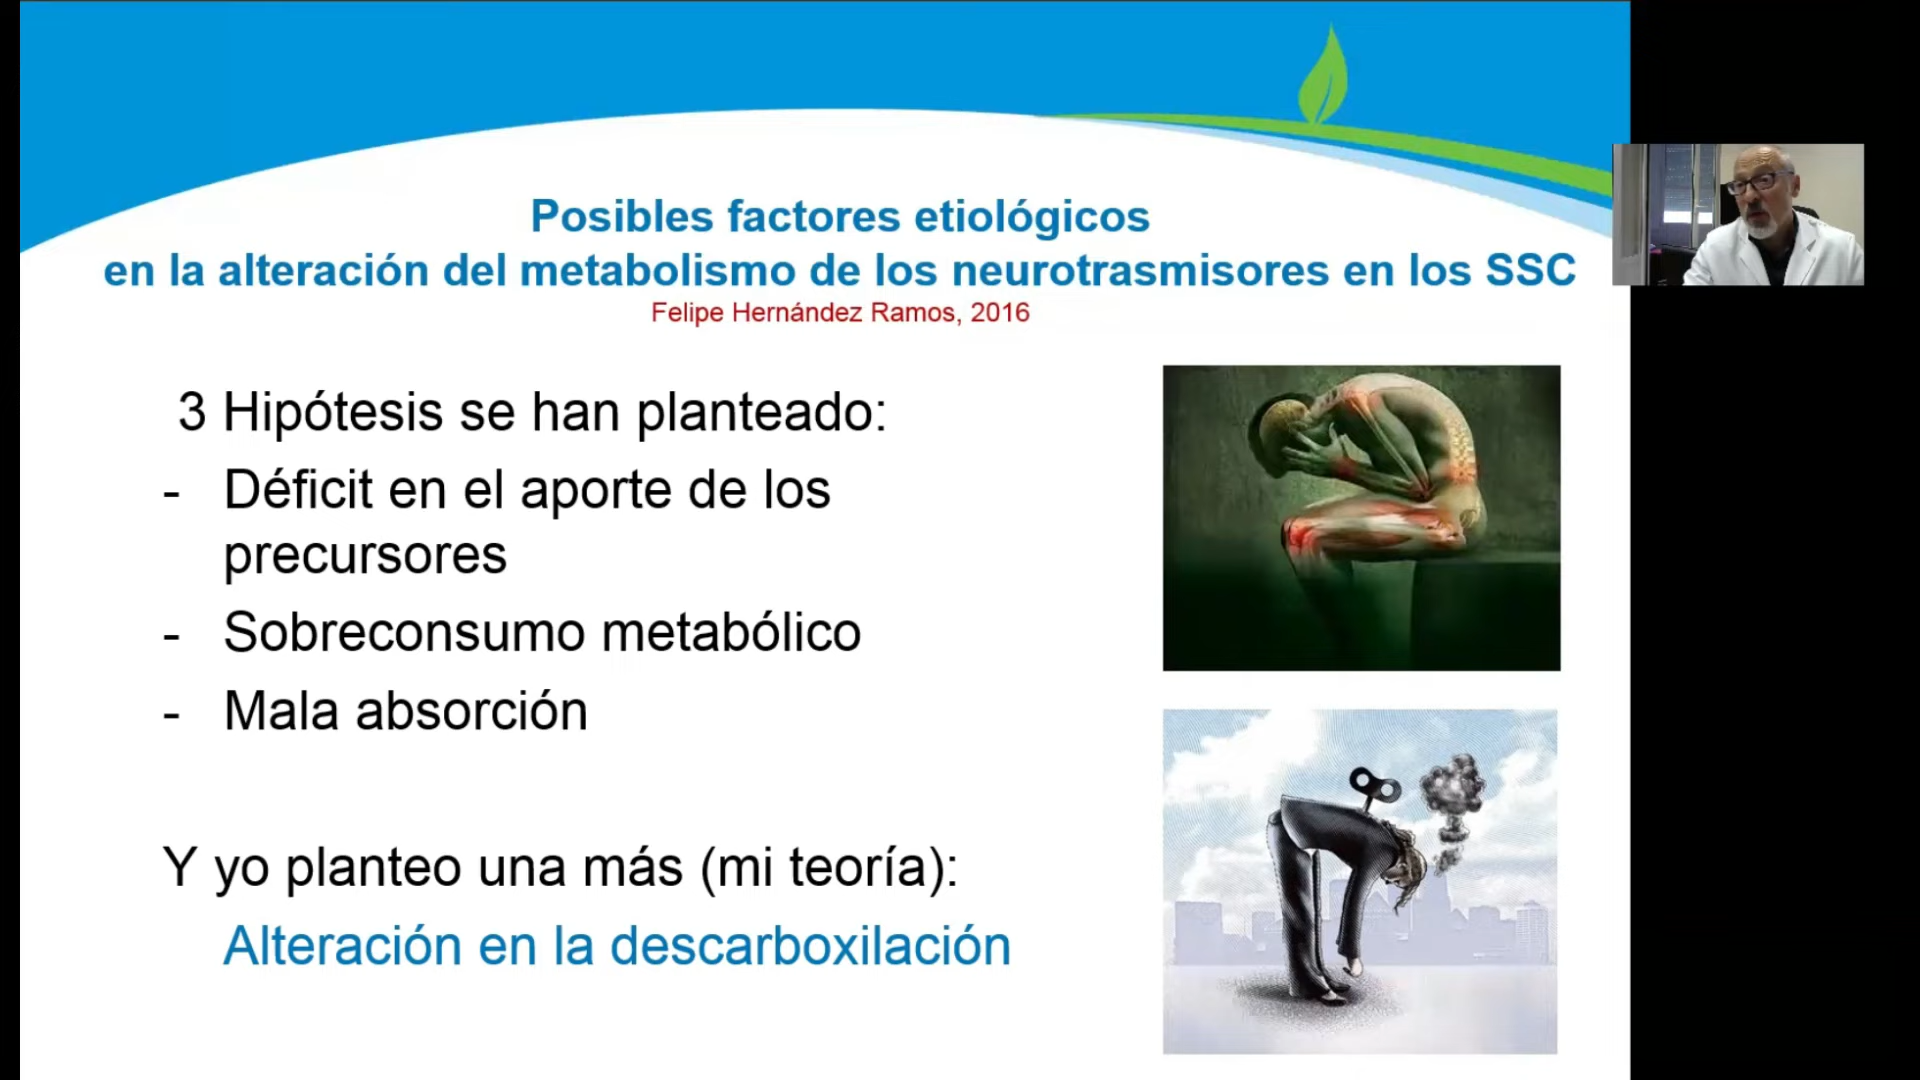 Posibles factores etiológicos
en la alteración del metabolismo de los neurotrasmisores en los SSC
Felipe Hernández Ramos, 2016
3 Hipótesis se han planteado:
- Déficit en el aporte de los
precursores
- Sobreconsumo metabólico
- Mala absorción
Y yo planteo una más (mi teoría):
Alteración en la descarboxilación